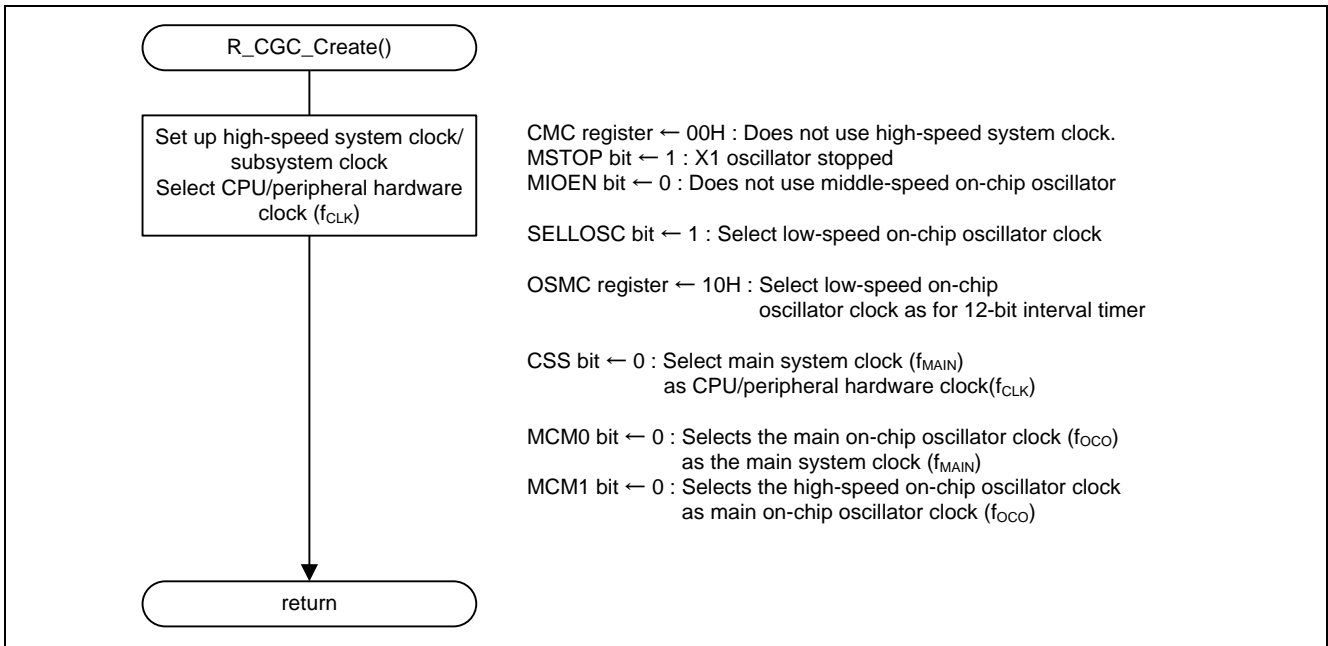 R_CGC_Create()
Set up high-speed system clock/
subsystem clock
Select CPU/peripheral hardware
clock (fCLK)
CMC register ← 00H : Does not use high-speed system clock.
MSTOP bit ← 1 : X1 oscillator stopped
MIOEN bit ← 0 : Does not use middle-speed on-chip oscillator
SELLOSC bit ← 1 : Select low-speed on-chip oscillator clock
OSMC register ← 10H : Select low-speed on-chip
oscillator clock as for 12-bit interval timer
CSS bit ← 0 : Select main system clock (fMAIN)
as CPU/peripheral hardware clock(fCLK)
MCM0 bit ← 0 : Selects the main on-chip oscillator clock (fOCO)
as the main system clock (fMAIN)
MCM1 bit ← 0 : Selects the high-speed on-chip oscillator clock
as main on-chip oscillator clock (fOCO)
return